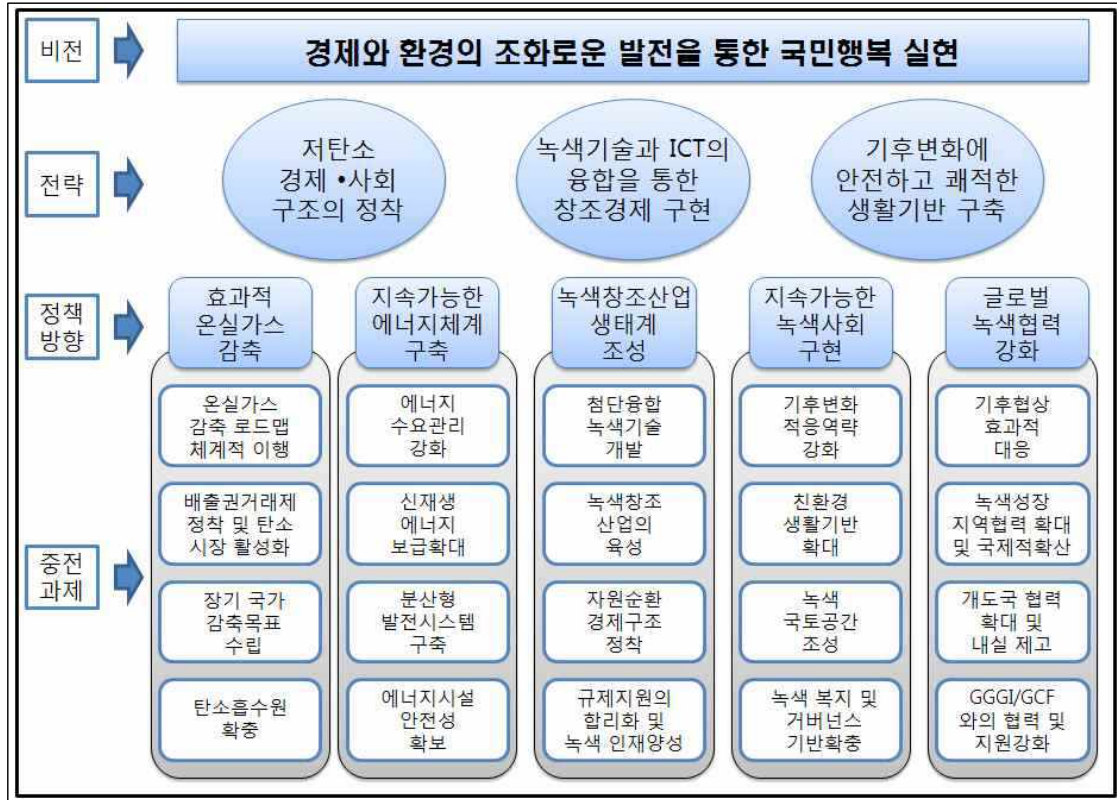 비전
경제와 환경의 조화로운 발전을 통한 국민행복 실현
전략
저탄소
경제 •사회
구조의 정착
녹색기술과 ICT의
융합을 통한
창조경제 구현
기후변화에
안전하고 쾌적한
생활기반 구축
정책
방향
효과적
온실가스
감축
지속가능한
에너지체계
구축
녹색창조산업
생태계
조성
지속가능한
녹색사회
구현
글로벌
녹색협력
강화
중전
과제
온실가스
감축 로드맵
체계적 이행
배출권거래제
정착 및 탄소
시장 활성화
장기 국가
감축목표
수립
탄소흡수원
확충
에너지
수요관리
강화
신재생
에너지
보급확대
분산형
발전시스템
구축
에너지시설
안전성
확보
첨단융합
녹색기술
개발
녹색창조
산업의
육성
자원순환
경제구조
정착
규제지원의
합리화 및
녹색 인재양성
기후변화
적응역략
강화
친환경
생활기반
확대
녹색
국토공간
조성
녹색 복지 및
거버넌스
기반확충
기후협상
효과적
대응
녹색성장
지역협력 확대
및 국제적확산
개도국 협력
확대 및
내실 제고
GGGI/GCF
와의 협력 및
지원강화